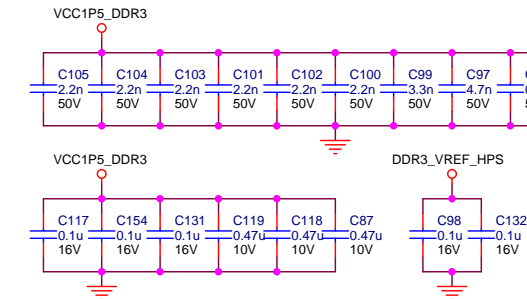 VCC1P5_DDR3
C105 C104 C103 C101 C102 C100 C99 C97
2.2n 2.2n 2.2n 2.2n 2.2n 2.2n 3.3n 4.7n
50V 50V 50V 50V 50V 50V 50V 50V
VCC1P5_DDR3 DDR3_VREF_HPS
C117 C154 C131 C119 C118 C87 C98 C132
0.1u 0.1u 0.1u 0.47u 0.47u 0.47u 0.1u 0.1u
16V 16V 16V 10V 10V 10V 16V 16V